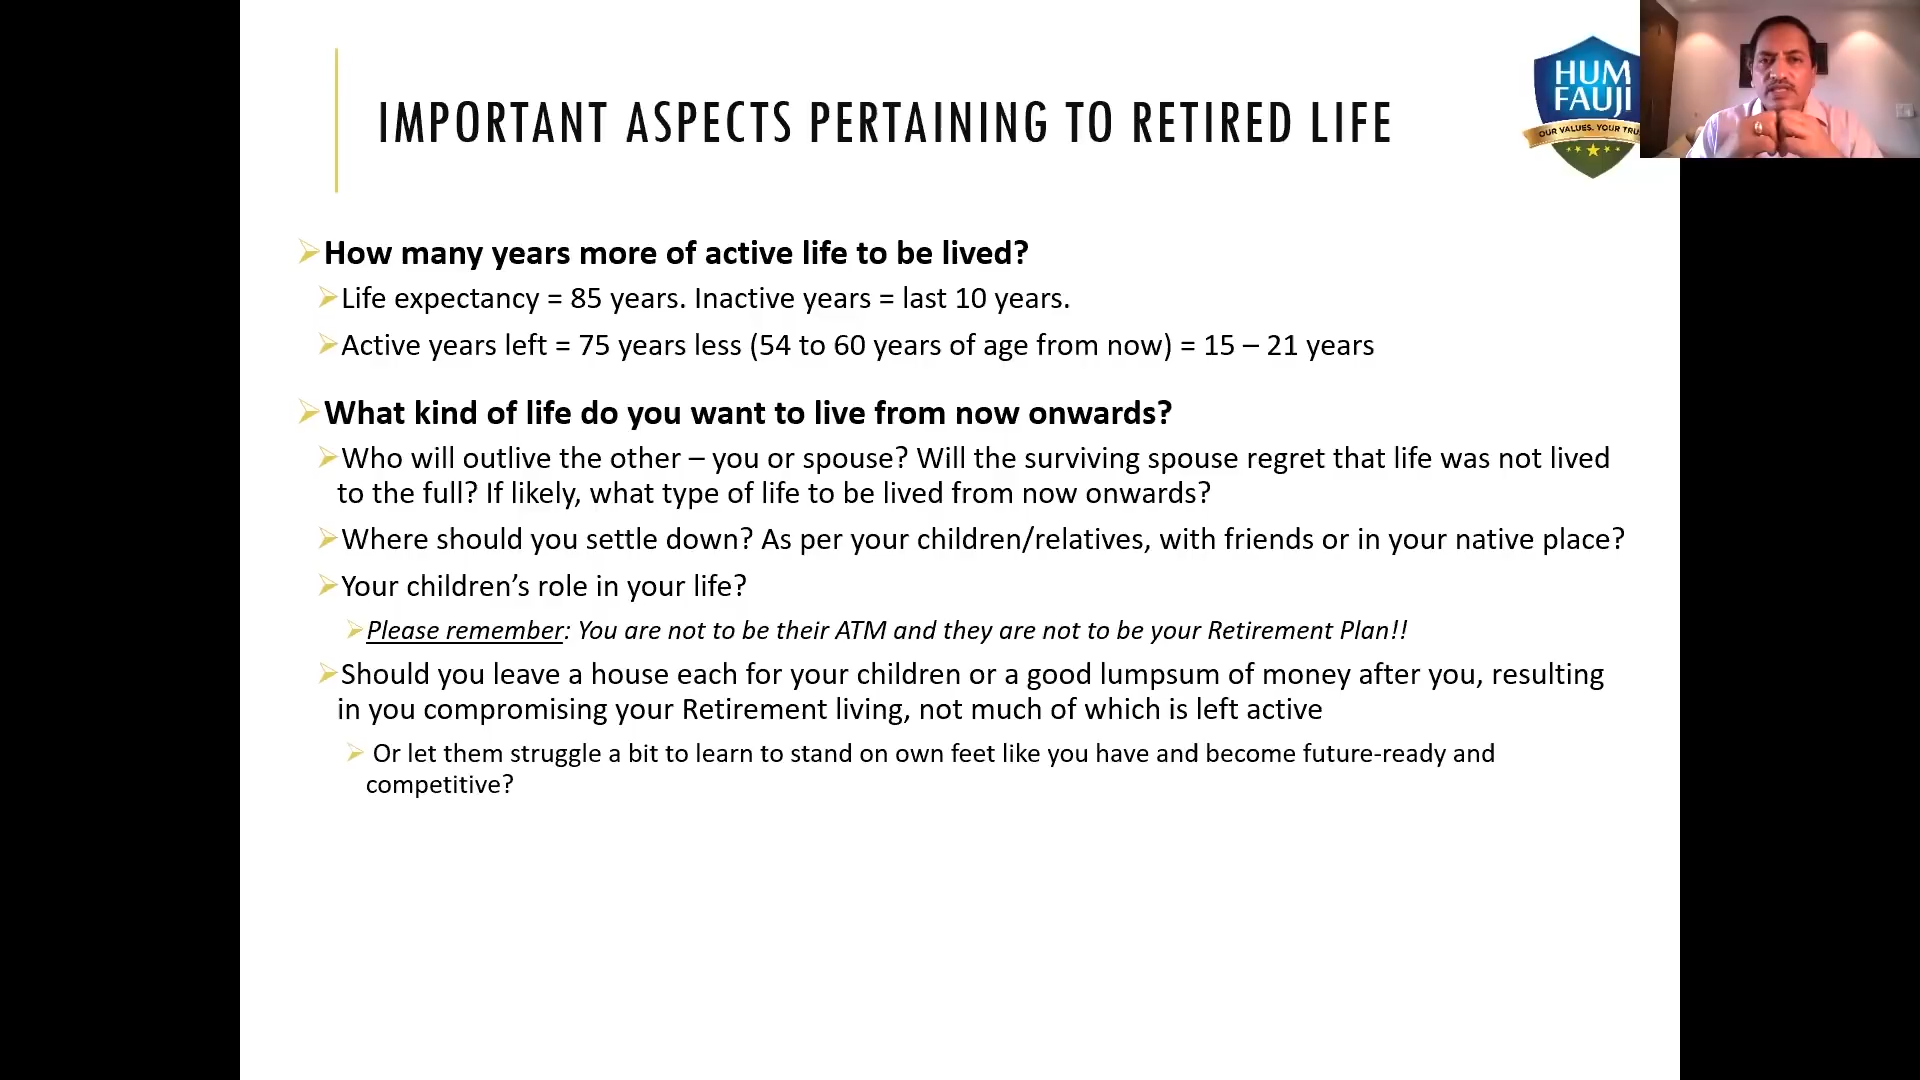 IMPORTANT ASPECTS PERTAINING TO RETIRED LIFE
HUM
FAUJI
OUR VALUES. YOUR TRU
How many years more of active life to be lived?
Life expectancy = 85 years. Inactive years = last 10 years.
Active years left = 75 years less (54 to 60 years of age from now) = 15 – 21 years
What kind of life do you want to live from now onwards?
Who will outlive the other – you or spouse? Will the surviving spouse regret that life was not lived
to the full? If likely, what type of life to be lived from now onwards?
Where should you settle down? As per your children/relatives, with friends or in your native place?
Your children’s role in your life?
Please remember: You are not to be their ATM and they are not to be your Retirement Plan!!
Should you leave a house each for your children or a good lumpsum of money after you, resulting
in you compromising your Retirement living, not much of which is left active
Or let them struggle a bit to learn to stand on own feet like you have and become future-ready and
competitive?